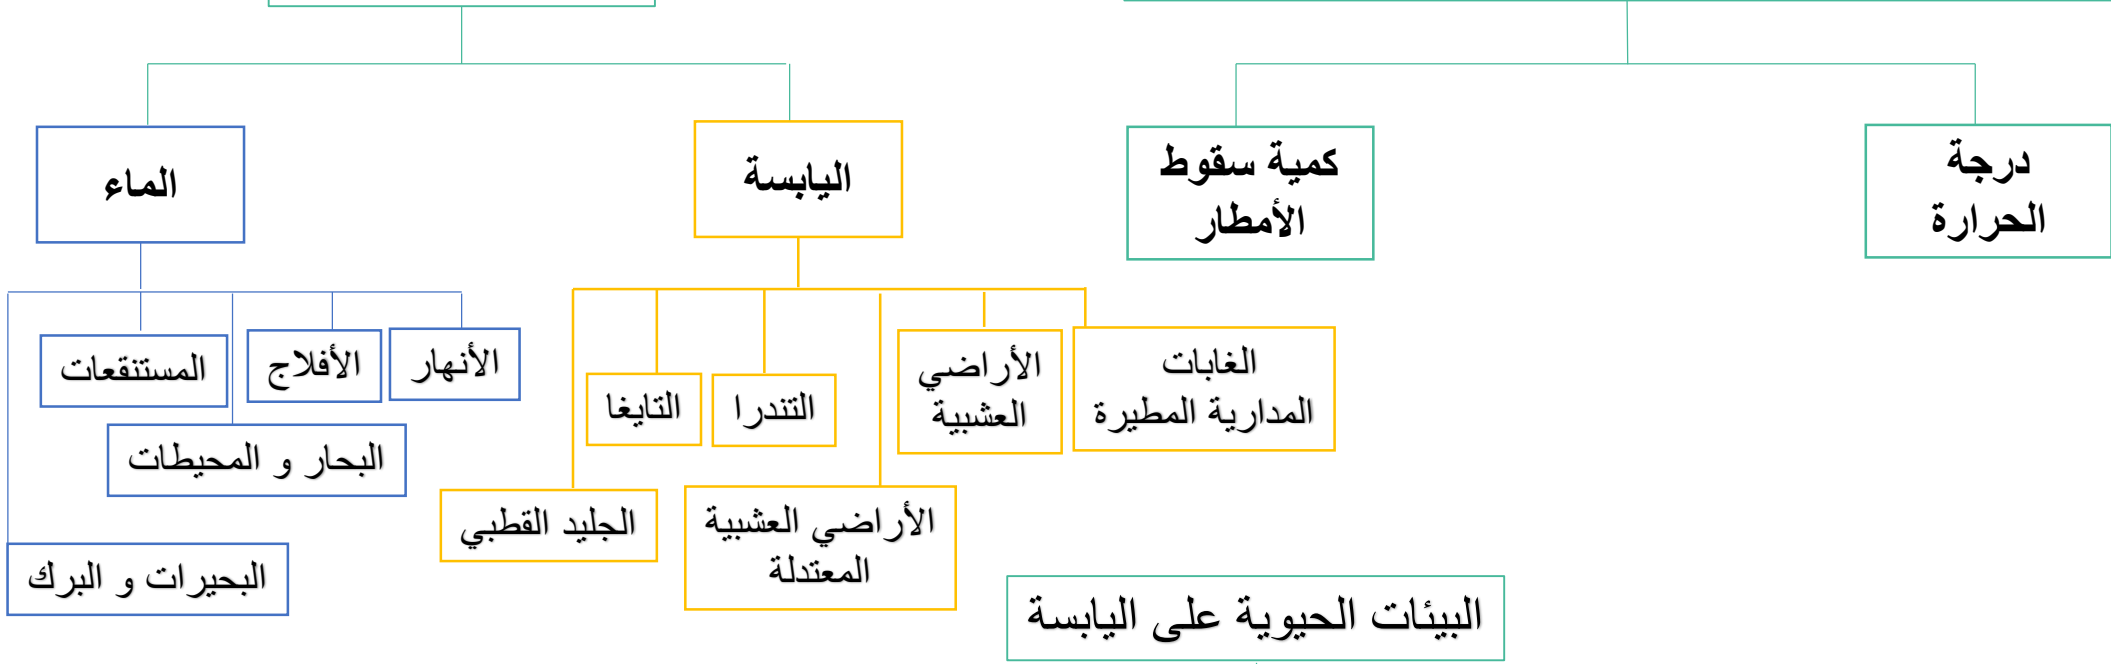 درجة
الحرارة
كمية سقوط
الأمطار
اليابسة
الماء
الغابات
المدارية المطيرة
الأراضي
العشبية
التندرا
التايغا
الأراضي العشبية
المعتدلة
الجليد القطبي
الأنهار
الأفلاج
المستنقعات
البحار و المحيطات
البحيرات و البرك
البيئات الحيوية على اليابسة